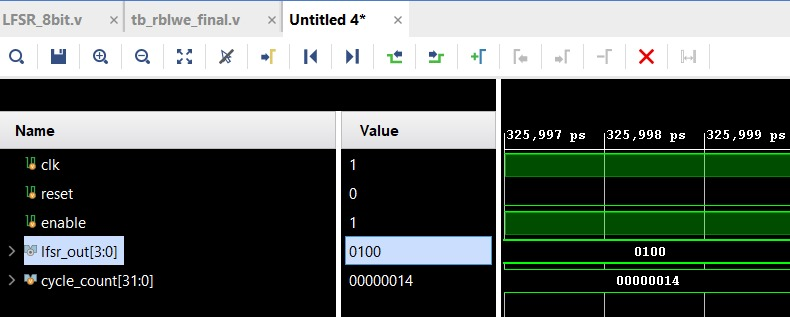 LFSR_8bit.v × tb_rblwe_final.v × Untitled 4* ×
325,997 ps 325,998 ps 325,999 ps
Name Value
clk 1
reset 0
enable 1
lfsr_out[3:0] 0100 0100
cycle_count[31:0] 00000014 00000014